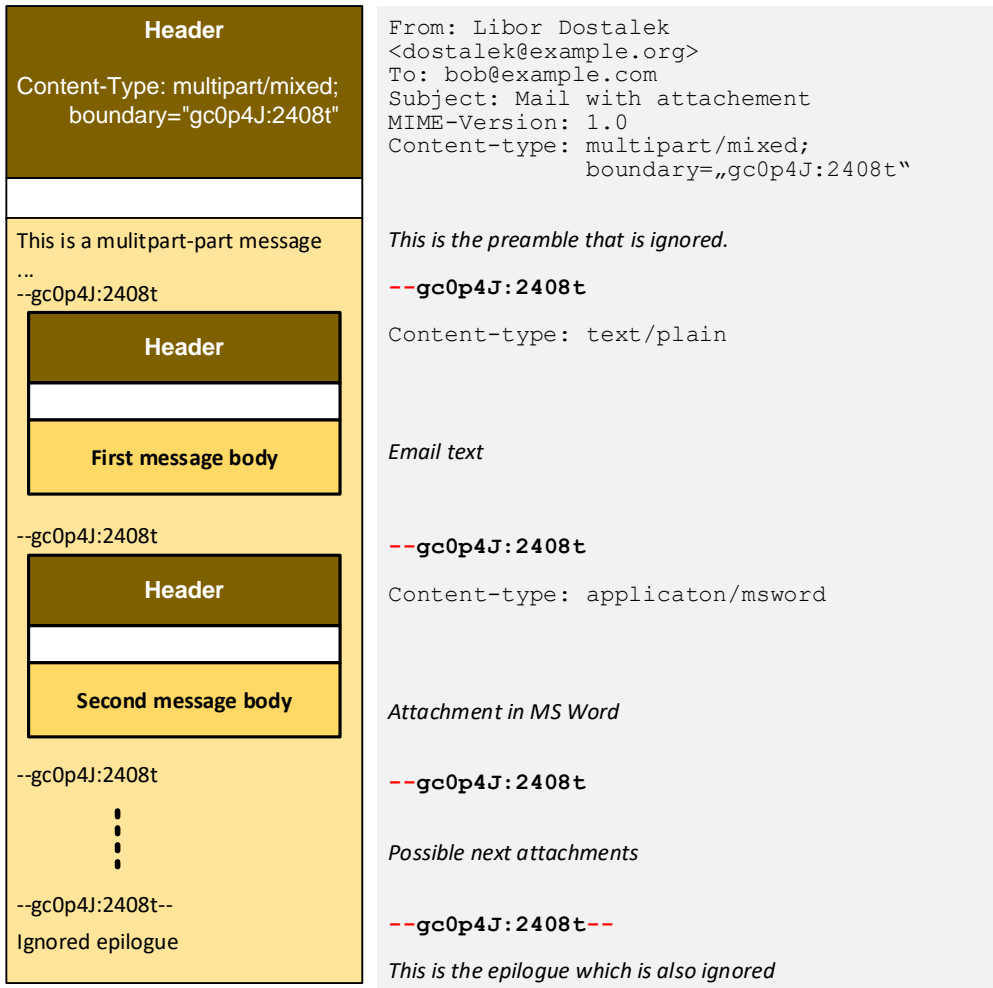 Header
Content-Type: multipart/mixed;
boundary="gc0p4J:2408t"
This is a mulitpart-part message
...
--gc0p4J:2408t
Header
First message body
--gc0p4J:2408t
Header
Second message body
--gc0p4J:2408t
--gc0p4J:2408t--
Ignored epilogue
From: Libor Dostalek
<dostalek@example.org>
To: bob@example.com
Subject: Mail with attachement
MIME-Version: 1.0
Content-type: multipart/mixed;
boundary=„gc0p4J:2408t“
This is the preamble that is ignored.
--gc0p4J:2408t
Content-type: text/plain
Email text
--gc0p4J:2408t
Content-type: applicaton/msword
Attachment in MS Word
--gc0p4J:2408t
Possible next attachments
--gc0p4J:2408t--
This is the epilogue which is also ignored